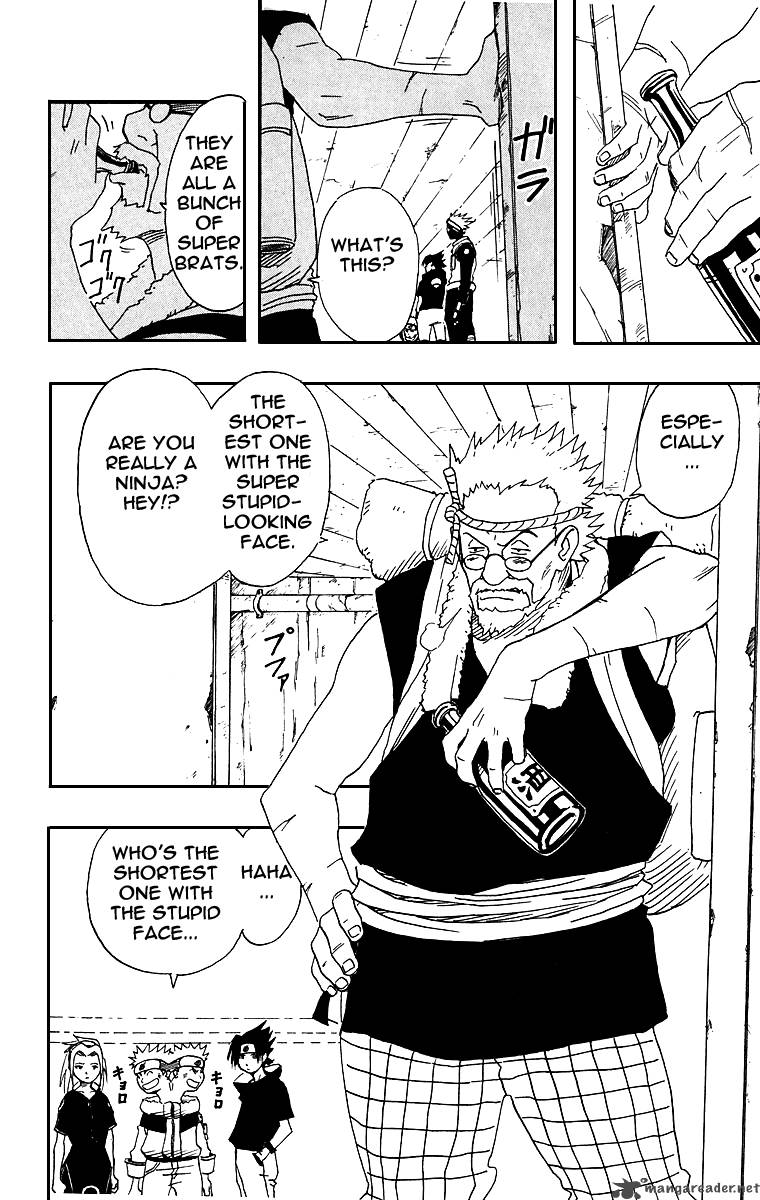 ガラ
WHAT'S
THIS?
THEY
ARE
ALL A
BUNCH
OF
SUPER
BRATS.
ゴクゴク
ESPE-
CIALLY
...
THE
SHORT-
EST ONE
WITH THE
SUPER
STUPID-
LOOKING
FACE.
ARE YOU
REALLY A
NINJA?
HEY!?
プファ
酒
HAHA
...
WHO'S THE
SHORTEST
ONE WITH
THE STUPID
FACE...
キョロ
キョロ
mangareader.net